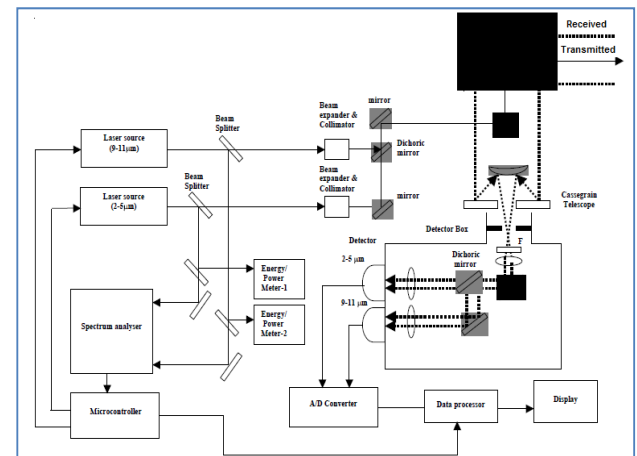 Received
Transmitted
Beam
expander &
Collimator
mirror
Beam
Splitter
Laser source
(9-11μm)
Dichoric
mirror
Beam
expander &
Collimator
Beam
Splitter
Laser source
(2-5μm)
mirror
Cassegrain
Telescope
Detector Box
F
Detector
2-5 μm
Dichoric
mirror
9-11 μm
Energy/
Power
Meter-1
Energy/
Power
Meter-2
Spectrum analyser
Microcontroller
A/D Converter
Data processor
Display